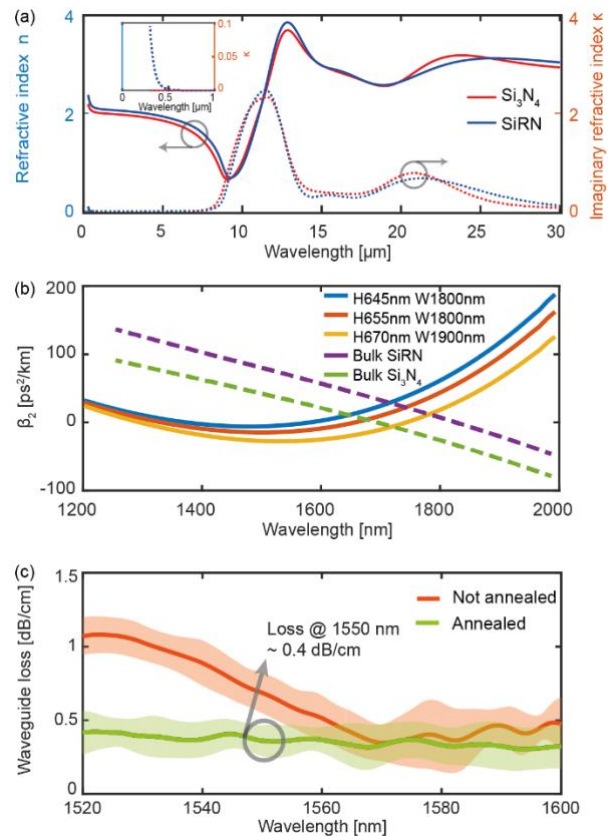 (a)
4
2
0
Refractive index n
4
2
0
Imaginary refractive index κ
0.1
0.05
0
κ
0 0.5 1
Wavelength [μm]
Si3N4
SiRN
0 5 10 15 20 25 30
Wavelength [μm]
(b)
200
100
0
-100
β2 [ps²/km]
H645nm W1800nm
H655nm W1800nm
H670nm W1900nm
Bulk SiRN
Bulk Si3N4
1200 1400 1600 1800 2000
Wavelength [nm]
(c)
1.5
1
0.5
0
Waveguide loss [dB/cm]
Not annealed
Annealed
Loss @ 1550 nm
~ 0.4 dB/cm
1520 1540 1560 1580 1600
Wavelength [nm]